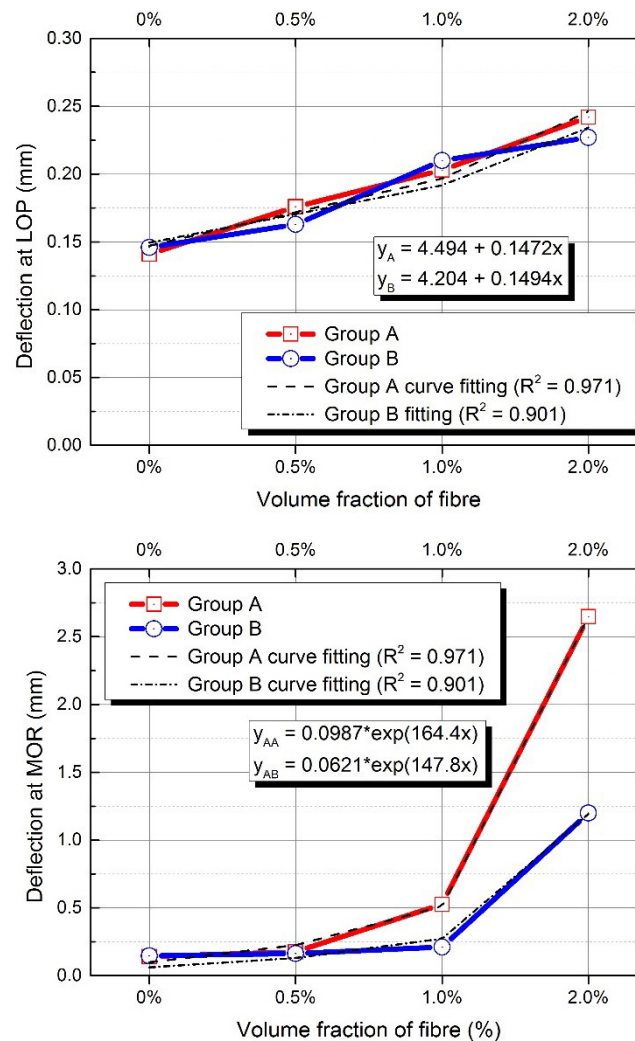 0% 0.5% 1.0% 2.0%
0.30
0.25
0.20
0.15
0.10
0.05
0.00
Deflection at LOP (mm)
y_A = 4.494 + 0.1472x
y_B = 4.204 + 0.1494x
Group A
Group B
Group A curve fitting (R² = 0.971)
Group B fitting (R² = 0.901)
0% 0.5% 1.0% 2.0%
Volume fraction of fibre
0% 0.5% 1.0% 2.0%
3.0
2.5
2.0
1.5
1.0
0.5
0.0
Deflection at MOR (mm)
Group A
Group B
Group A curve fitting (R² = 0.971)
Group B curve fitting (R² = 0.901)
y_AA = 0.0987*exp(164.4x)
y_AB = 0.0621*exp(147.8x)
0% 0.5% 1.0% 2.0%
Volume fraction of fibre (%)